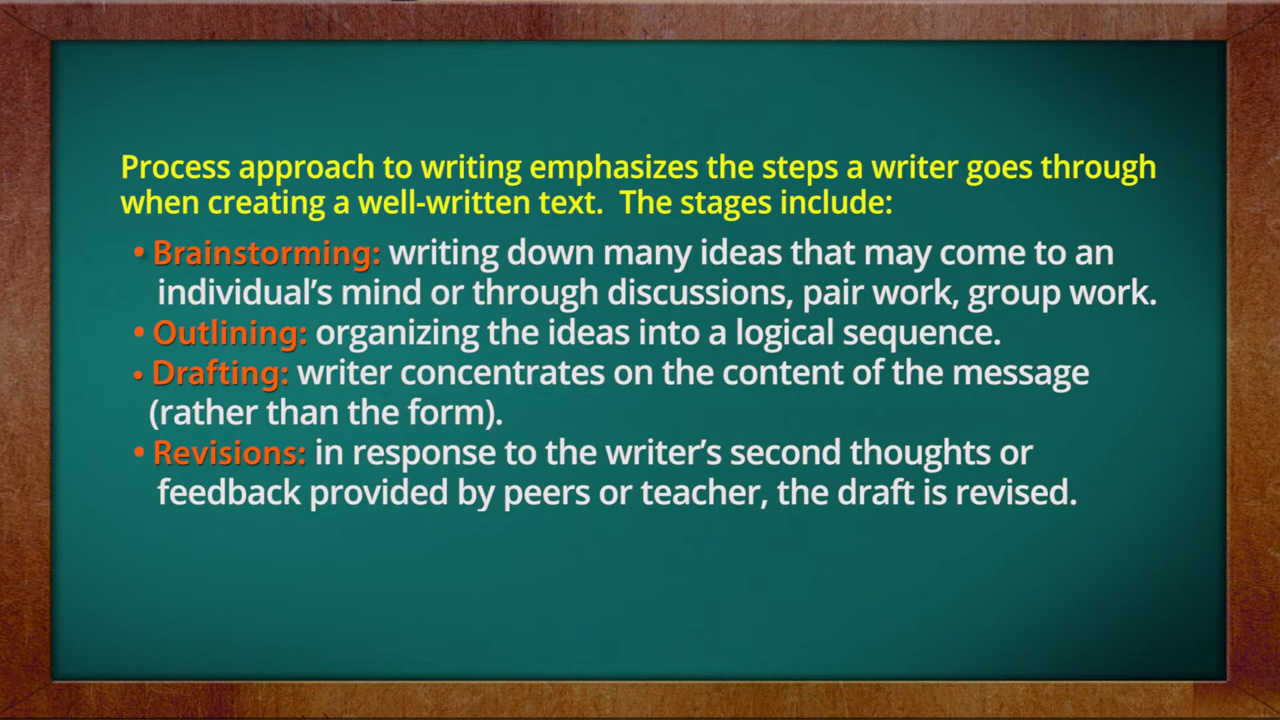 Process approach to writing emphasizes the steps a writer goes through
when creating a well-written text.  The stages include:
• Brainstorming: writing down many ideas that may come to an
individual’s mind or through discussions, pair work, group work.
• Outlining: organizing the ideas into a logical sequence.
• Drafting: writer concentrates on the content of the message
(rather than the form).
• Revisions: in response to the writer’s second thoughts or
feedback provided by peers or teacher, the draft is revised.